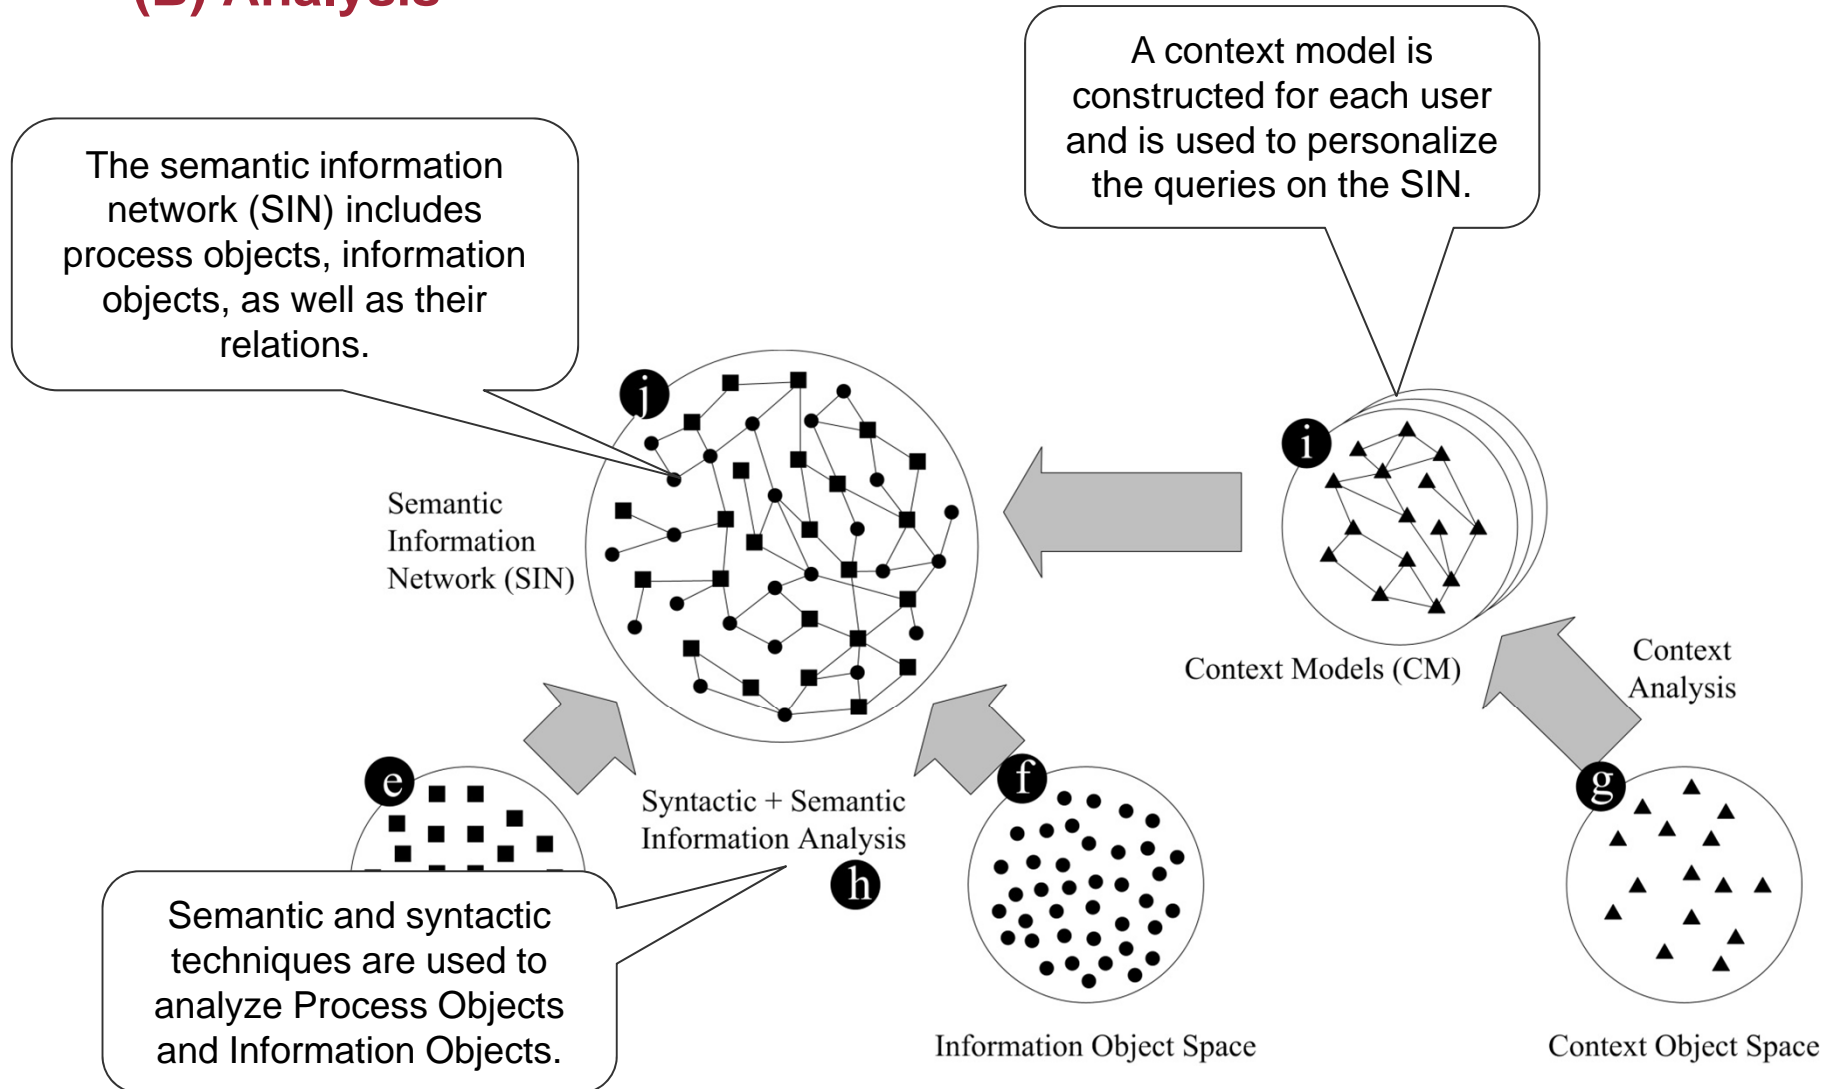 (B) Analysis
A context model is
constructed for each user
and is used to personalize
the queries on the SIN.
The semantic information
network (SIN) includes
process objects, information
objects, as well as their
relations.
j
i
Semantic
Information
Network (SIN)
Context Models (CM)
Context
Analysis
e
f
g
Syntactic + Semantic
Information Analysis
h
Semantic and syntactic
techniques are used to
analyze Process Objects
and Information Objects.
Information Object Space
Context Object Space